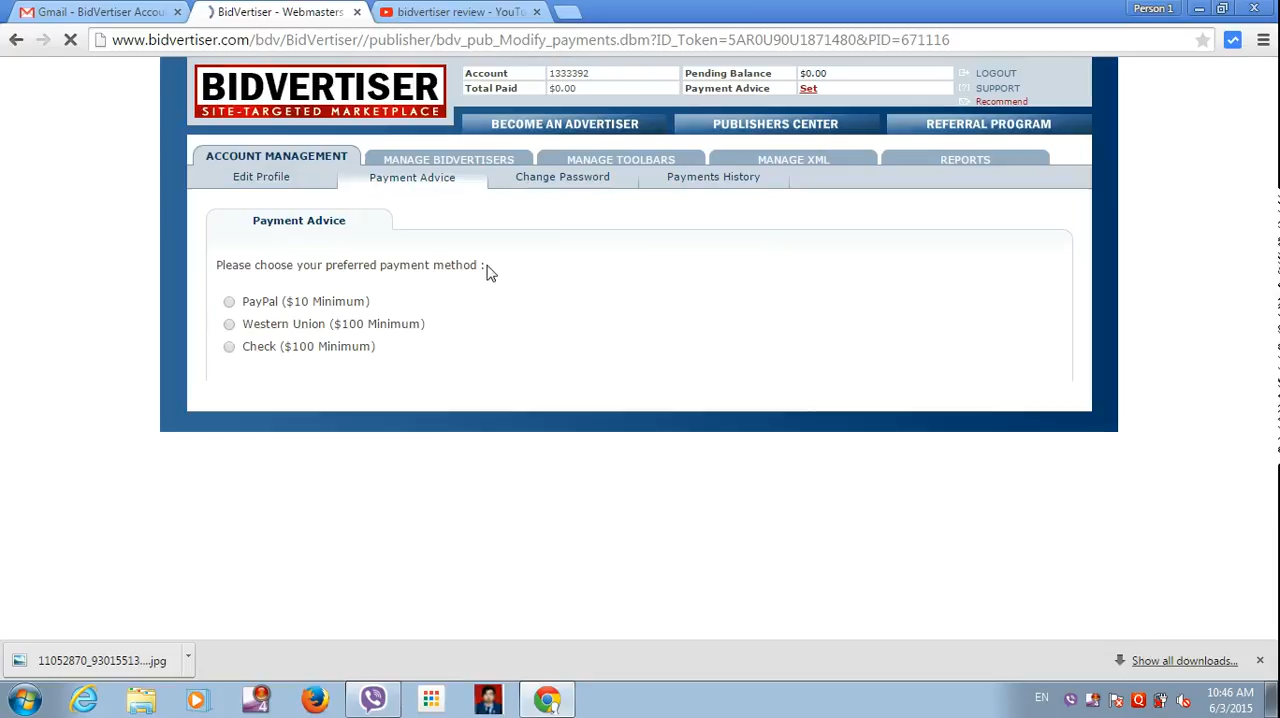 Gmail - BidVertiser Accou
BidVertiser - Webmasters
bidvertiser review - YouTu
Person 1
www.bidvertiser.com/bdv/BidVertiser//publisher/bdv_pub_Modify_payments.dbm?ID_Token=5AR0U90U1871480&PID=671116
BIDVERTISER
SITE-TARGETED MARKETPLACE
Account 1333392 Pending Balance $0.00 LOGOUT
Total Paid $0.00 Payment Advice Set SUPPORT
Recommend
BECOME AN ADVERTISER PUBLISHERS CENTER REFERRAL PROGRAM
ACCOUNT MANAGEMENT MANAGE BIDVERTISERS MANAGE TOOLBARS MANAGE XML REPORTS
Edit Profile Payment Advice Change Password Payments History
Payment Advice
Please choose your preferred payment method :
PayPal ($10 Minimum)
Western Union ($100 Minimum)
Check ($100 Minimum)
11052870_93015513....jpg
Show all downloads...
EN
10:46 AM
6/3/2015